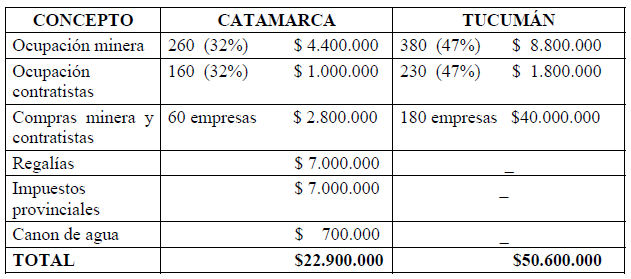 CONCEPTO CATAMARCA TUCUMÁN
Ocupación minera 260 (32%) $ 4.400.000 380 (47%) $ 8.800.000
Ocupación contratistas 160 (32%) $ 1.000.000 230 (47%) $ 1.800.000
Compras minera y contratistas 60 empresas $ 2.800.000 180 empresas $40.000.000
Regalías $ 7.000.000 _
Impuestos provinciales $ 7.000.000 _
Canon de agua $ 700.000 _
TOTAL $22.900.000 $50.600.000